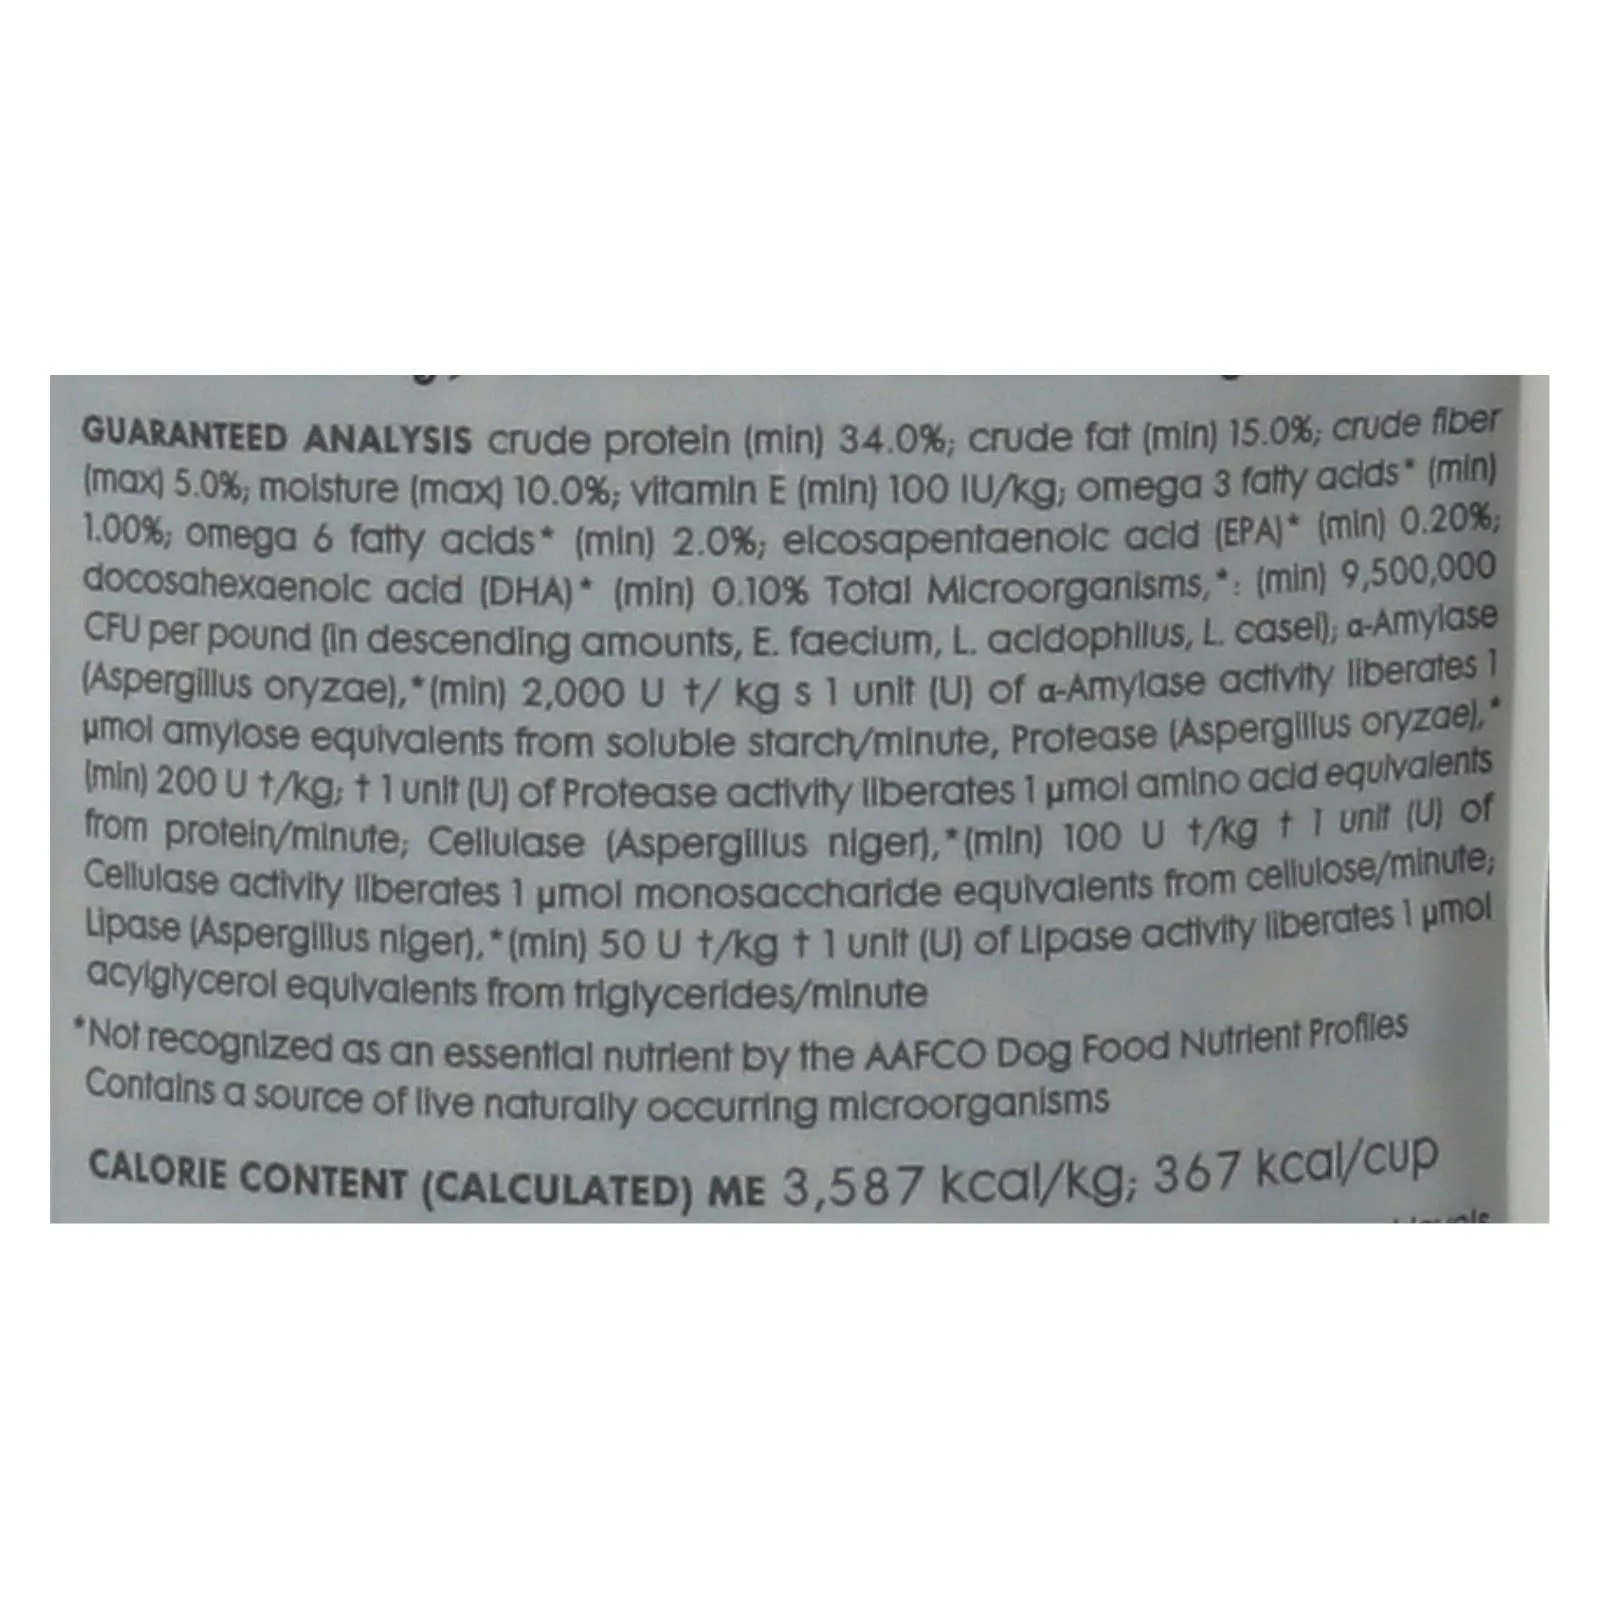 GUARANTEED ANALYSIS crude protein (min) 34.0%; crude fat (min) 15.0%; crude fiber
(max) 5.0%; moisture (max) 10.0%; vitamin E (min) 100 IU/kg; omega 3 fatty acids* (min)
1.00%; omega 6 fatty acids* (min) 2.0%; eicosapentaenoic acid (EPA)* (min) 0.20%;
docosahexaenoic acid (DHA)* (min) 0.10% Total Microorganisms,*: (min) 9,500,000
CFU per pound (in descending amounts, E. faecium, L. acidophilus, L. casei); α-Amylase
(Aspergillus oryzae),*(min) 2,000 U †/ kg s 1 unit (U) of α-Amylase activity liberates 1
µmol amylose equivalents from soluble starch/minute, Protease (Aspergillus oryzae),*
(min) 200 U †/kg; † 1 unit (U) of Protease activity liberates 1 µmol amino acid equivalents
from protein/minute; Cellulase (Aspergillus niger),*(min) 100 U †/kg † 1 unit (U) of
Cellulase activity liberates 1 µmol monosaccharide equivalents from cellulose/minute;
Lipase (Aspergillus niger),*(min) 50 U †/kg † 1 unit (U) of Lipase activity liberates 1 µmol
acylglycerol equivalents from triglycerides/minute
*Not recognized as an essential nutrient by the AAFCO Dog Food Nutrient Profiles
Contains a source of live naturally occurring microorganisms
CALORIE CONTENT (CALCULATED) ME 3,587 kcal/kg; 367 kcal/cup